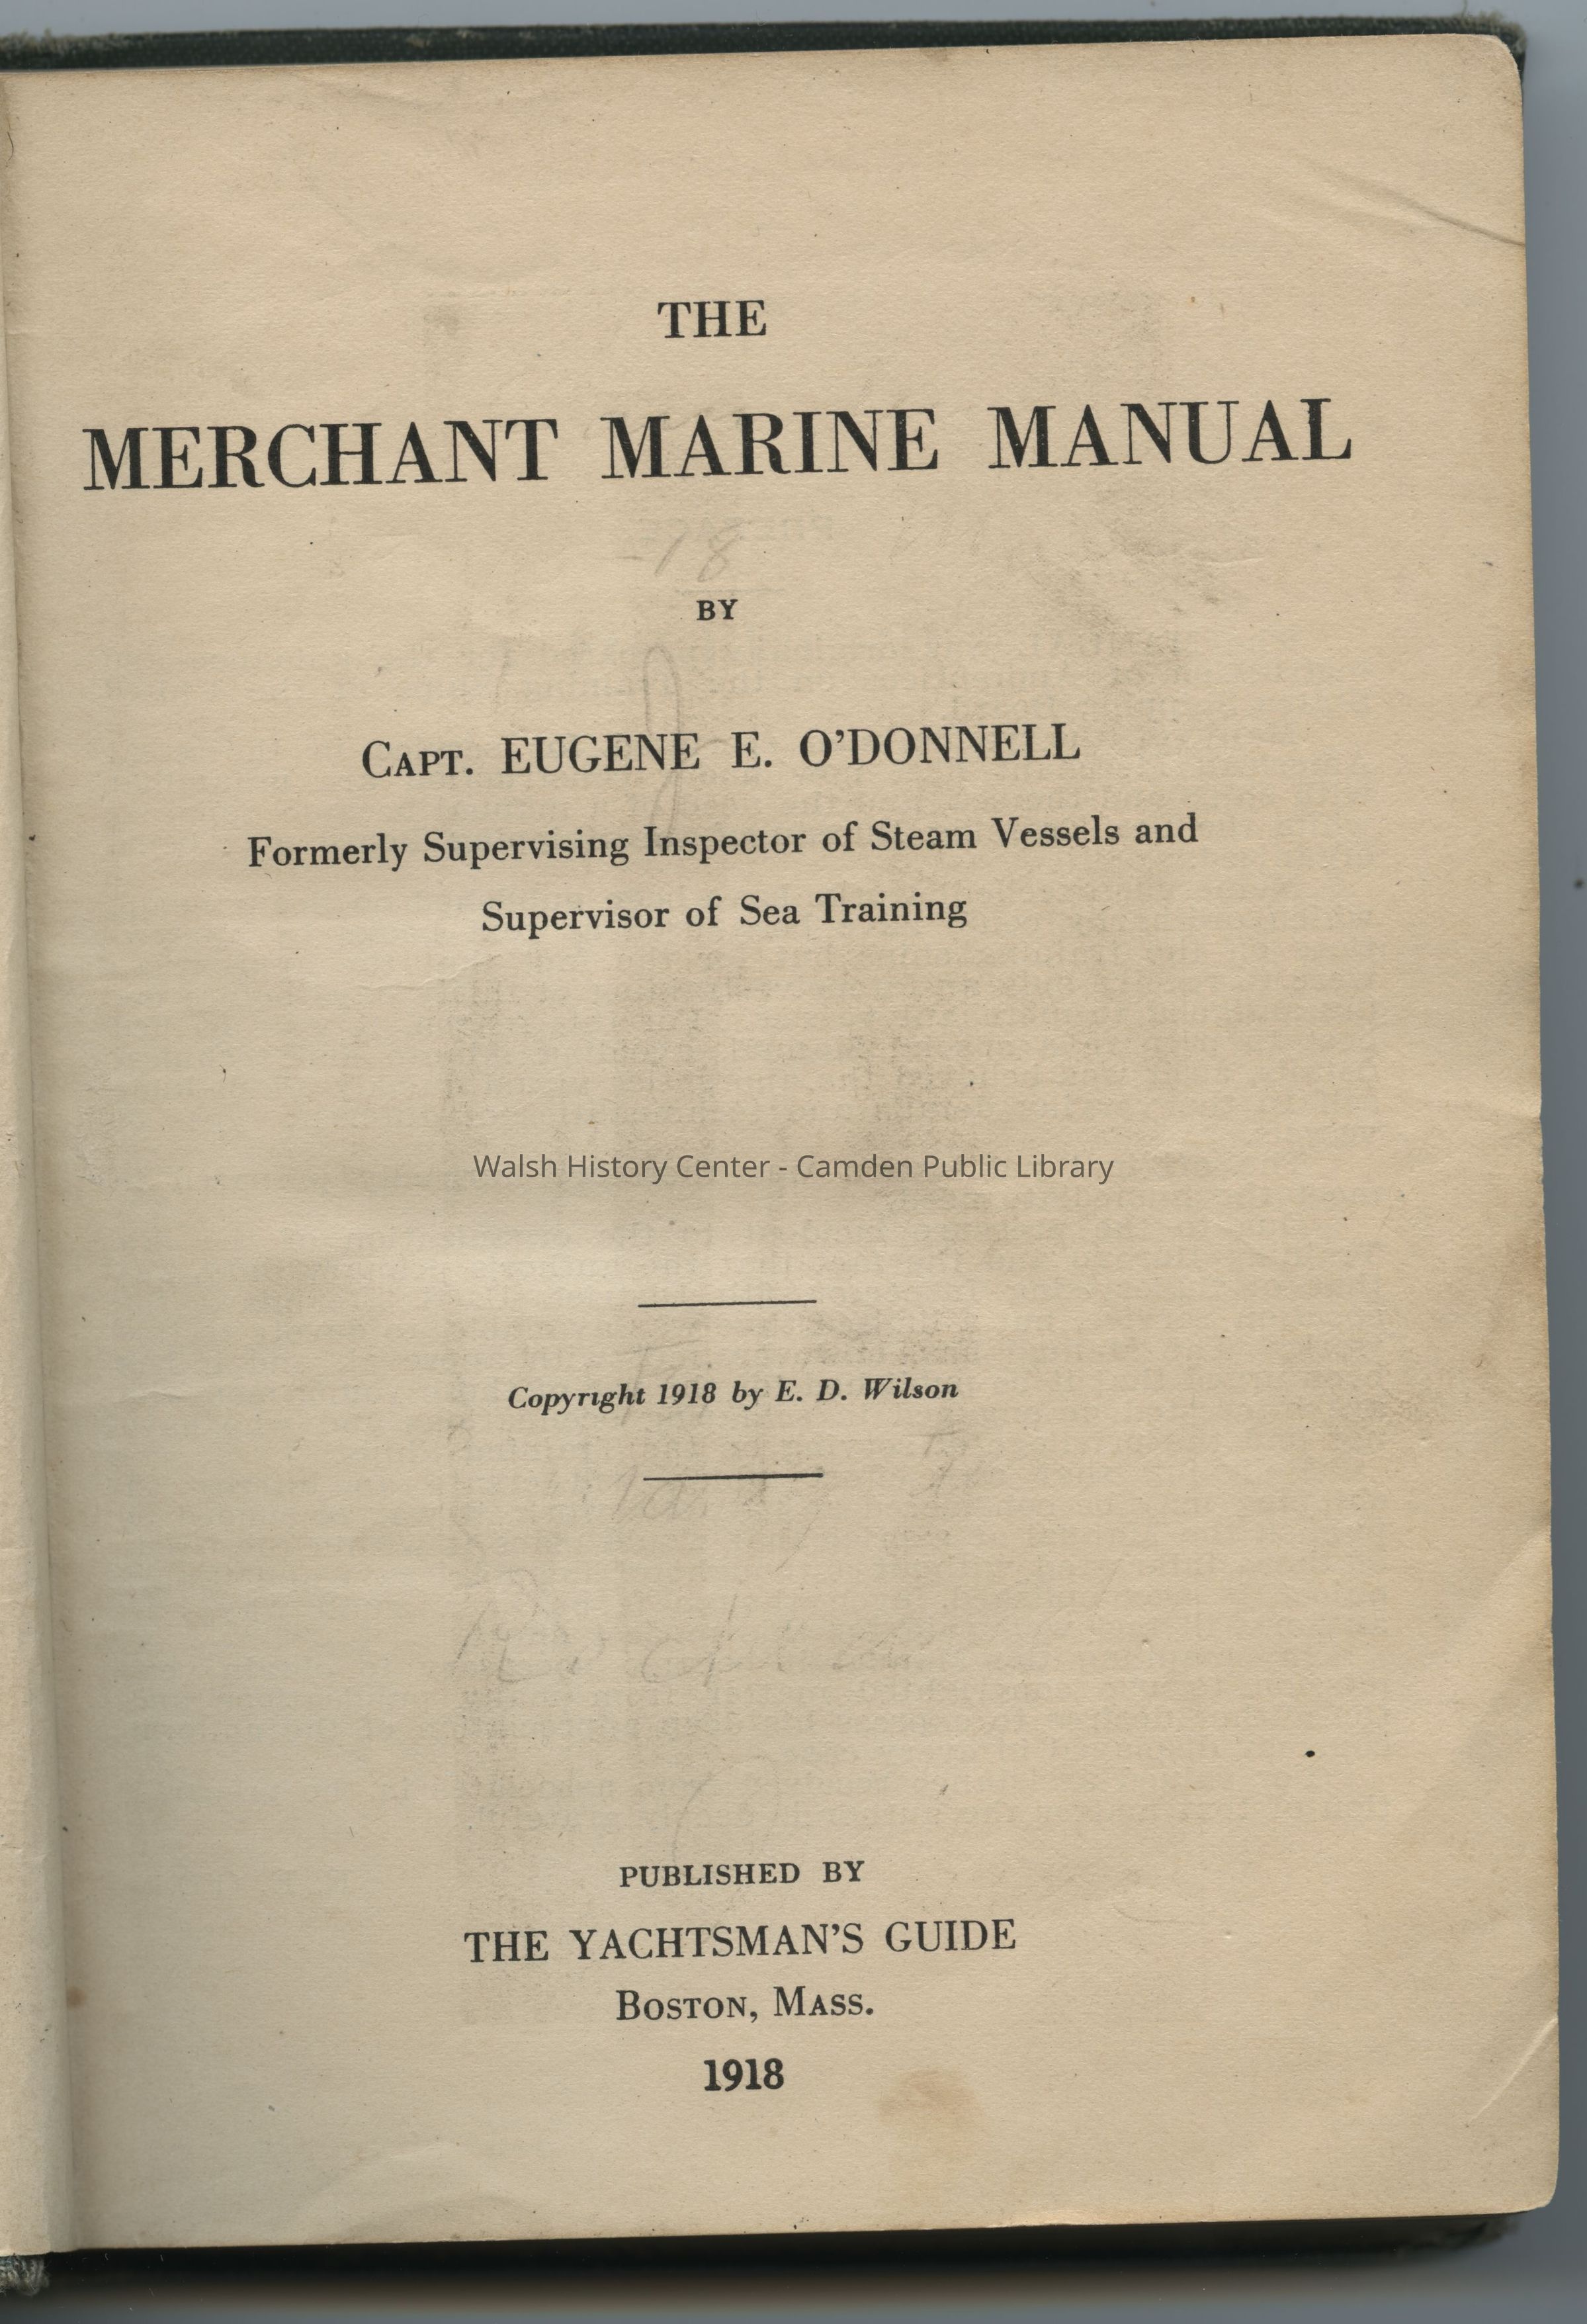 THE
MERCHANT MARINE MANUAL
BY
CAPT. EUGENE E. O'DONNELL
Formerly Supervising Inspector of Steam Vessels and
Supervisor of Sea Training
Walsh History Center - Camden Public Library
Copyright 1918 by E. D. Wilson
PUBLISHED BY
THE YACHTSMAN'S GUIDE
BOSTON, MASS.
1918